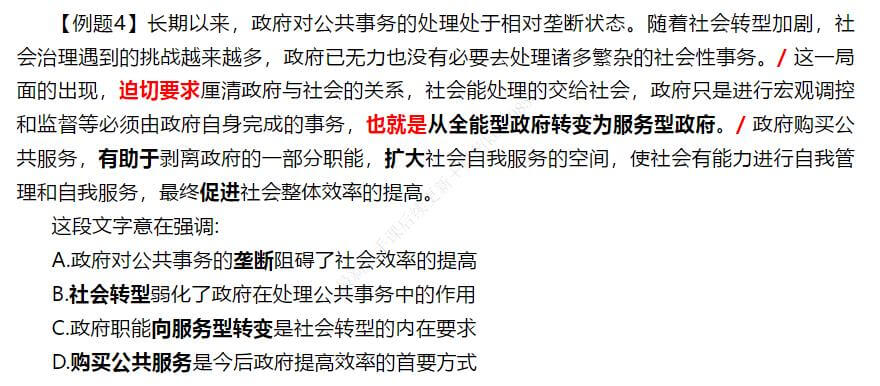 【例题4】长期以来，政府对公共事务的处理处于相对垄断状态。随着社会转型加剧，社
会治理遇到的挑战越来越多，政府已无力也没有必要去处理诸多繁杂的社会性事务。/ 这一局
面的出现，迫切要求厘清政府与社会的关系，社会能处理的交给社会，政府只是进行宏观调控
和监督等必须由政府自身完成的事务，也就是从全能型政府转变为服务型政府。/ 政府购买公
共服务，有助于剥离政府的一部分职能，扩大社会自我服务的空间，使社会有能力进行自我管
理和自我服务，最终促进社会整体效率的提高。
这段文字意在强调:
A.政府对公共事务的垄断阻碍了社会效率的提高
B.社会转型弱化了政府在处理公共事务中的作用
C.政府职能向服务型转变是社会转型的内在要求
D.购买公共服务是今后政府提高效率的首要方式